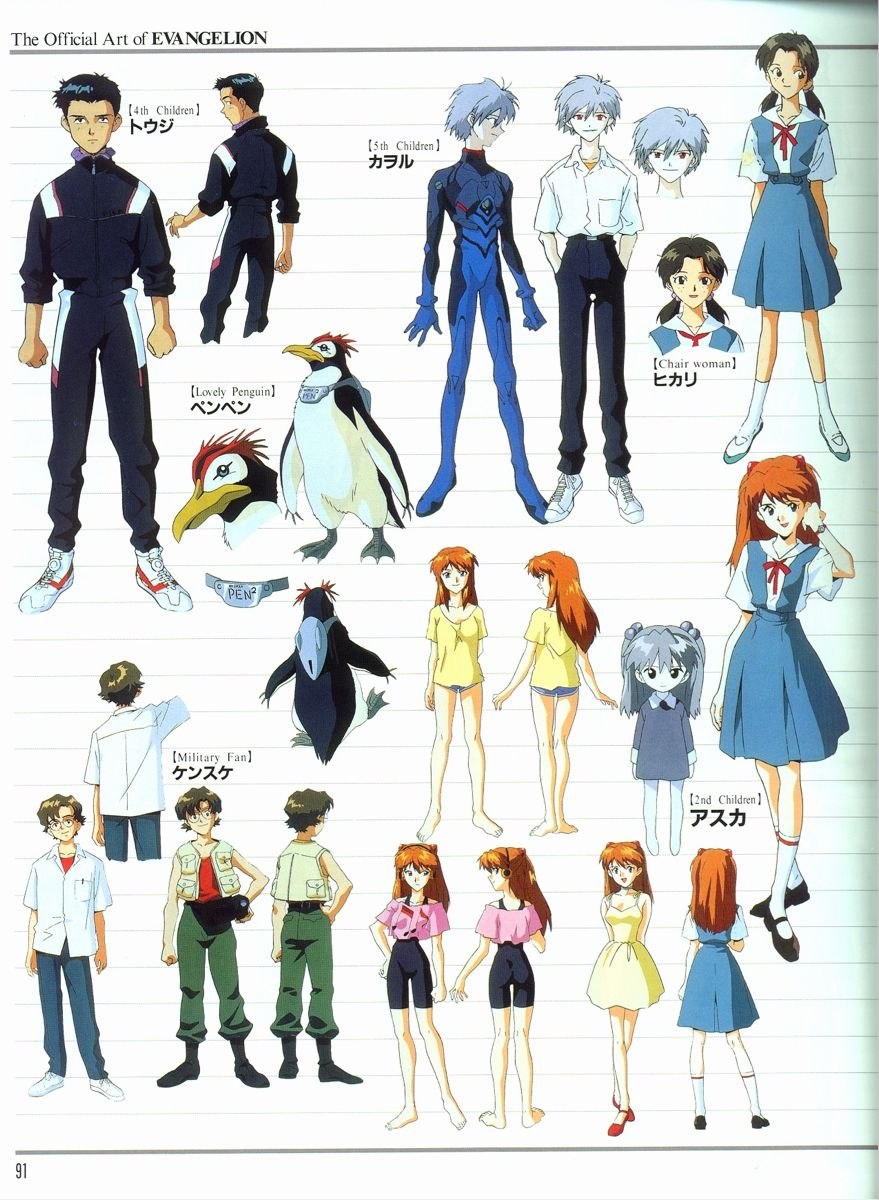 The Official Art of EVANGELION
【4th Children】
トウジ
【5th Children】
カヲル
【Lovely Penguin】
ペンペン
【Chair woman】
ヒカリ
PEN²
PEN²
【Military Fan】
ケンスケ
【2nd Children】
アスカ
91